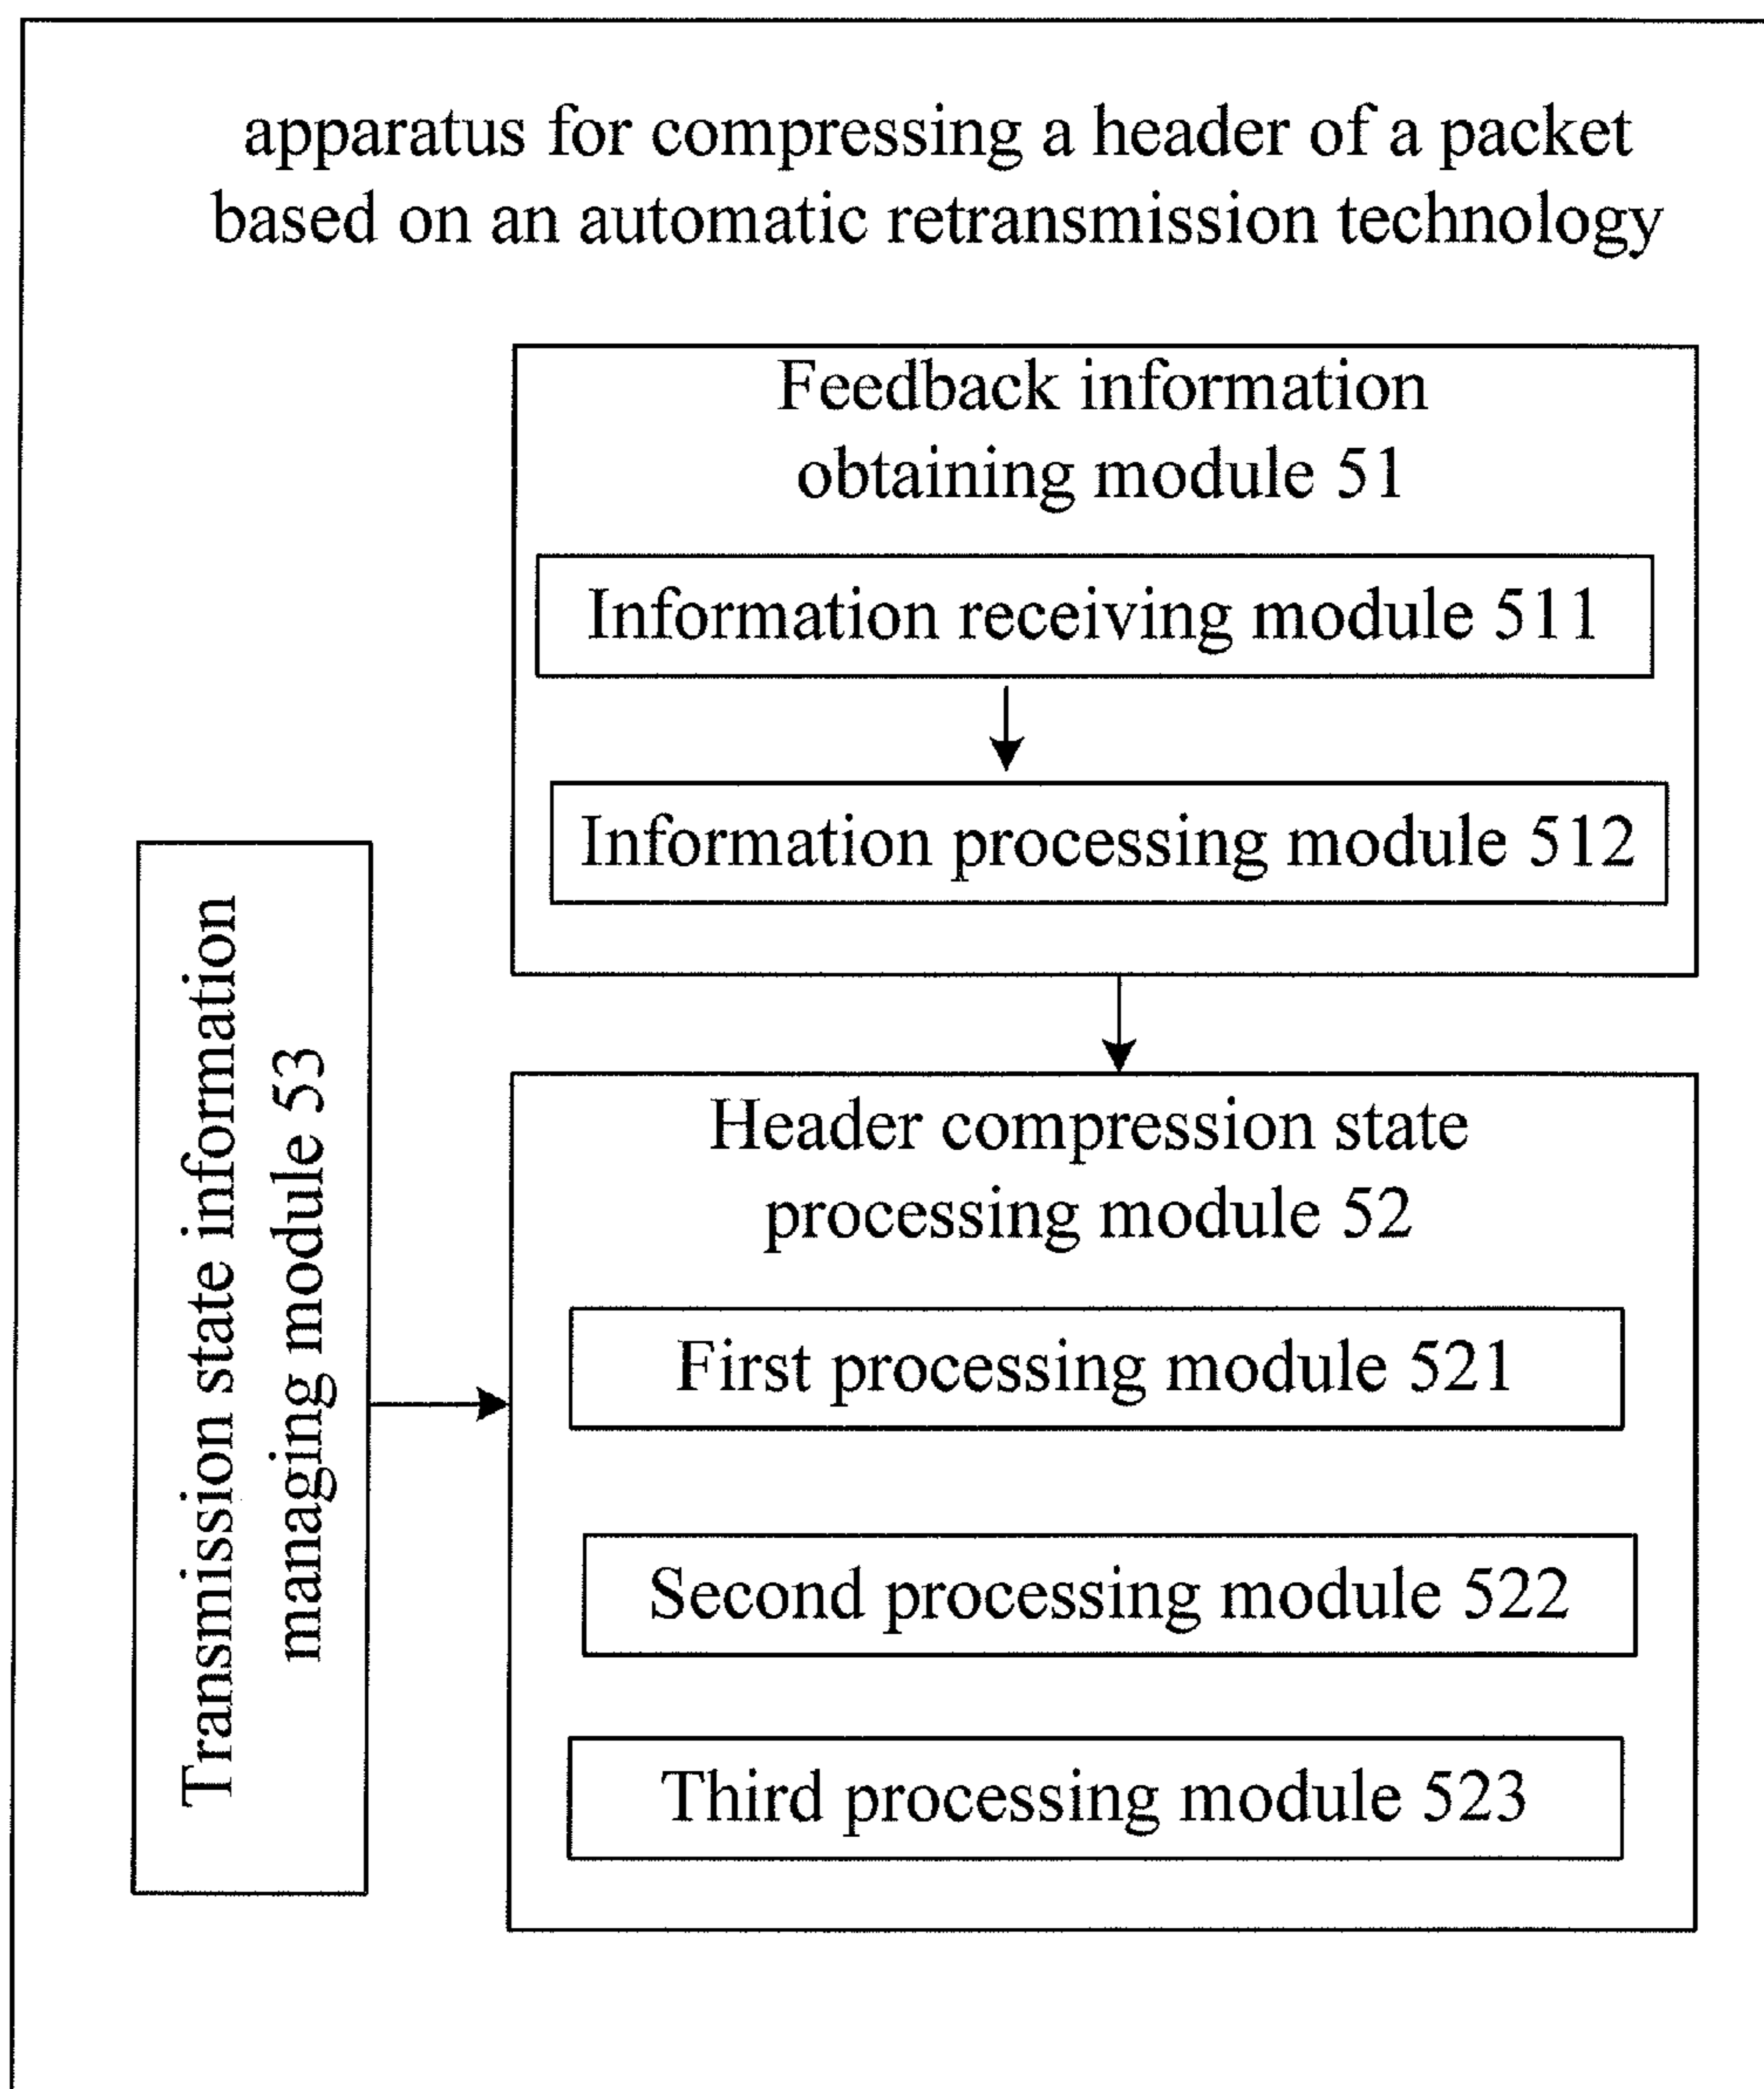 apparatus for compressing a header of a packet
based on an automatic retransmission technology
Feedback information
obtaining module 51
Information receiving module 511
Information processing module 512
Transmission state information
managing module 53
Header compression state
processing module 52
First processing module 521
Second processing module 522
Third processing module 523